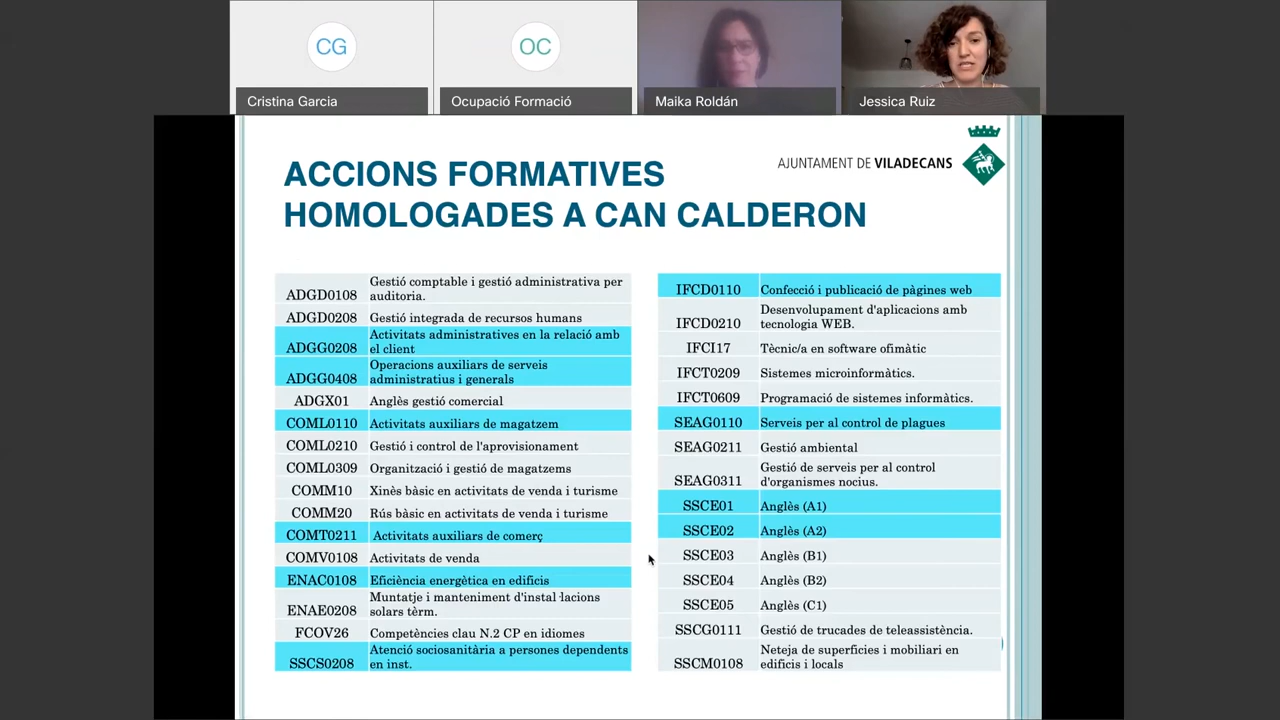 CG
OC
Cristina Garcia
Ocupació Formació
Maika Roldán
Jessica Ruiz
AJUNTAMENT DE VILADECANS
ACCIONS FORMATIVES
HOMOLOGADES A CAN CALDERON
ADGD0108 Gestió comptable i gestió administrativa per
auditoria.
ADGD0208 Gestió integrada de recursos humans
ADGG0208 Activitats administratives en la relació amb
el client
ADGG0408 Operacions auxiliars de serveis
administratius i generals
ADGX01 Anglès gestió comercial
COML0110 Activitats auxiliars de magatzem
COML0210 Gestió i control de l'aprovisionament
COML0309 Organització i gestió de magatzems
COMM10 Xinès bàsic en activitats de venda i turisme
COMM20 Rús bàsic en activitats de venda i turisme
COMT0211 Activitats auxiliars de comerç
COMV0108 Activitats de venda
ENAC0108 Eficiència energètica en edificis
ENAE0208 Muntatje i manteniment d'instal·lacions
solars tèrm.
FCOV26 Competències clau N.2 CP en idiomes
SSCS0208 Atenció sociosanitària a persones dependents
en inst.
IFCD0110 Confecció i publicació de pàgines web
IFCD0210 Desenvolupament d'aplicacions amb
tecnologia WEB.
IFCI17 Tècnic/a en software ofimàtic
IFCT0209 Sistemes microinformàtics.
IFCT0609 Programació de sistemes informàtics.
SEAG0110 Serveis per al control de plagues
SEAG0211 Gestió ambiental
SEAG0311 Gestió de serveis per al control
d'organismes nocius.
SSCE01 Anglès (A1)
SSCE02 Anglès (A2)
SSCE03 Anglès (B1)
SSCE04 Anglès (B2)
SSCE05 Anglès (C1)
SSCG0111 Gestió de trucades de teleassistència.
SSCM0108 Neteja de superfícies i mobiliari en
edificis i locals